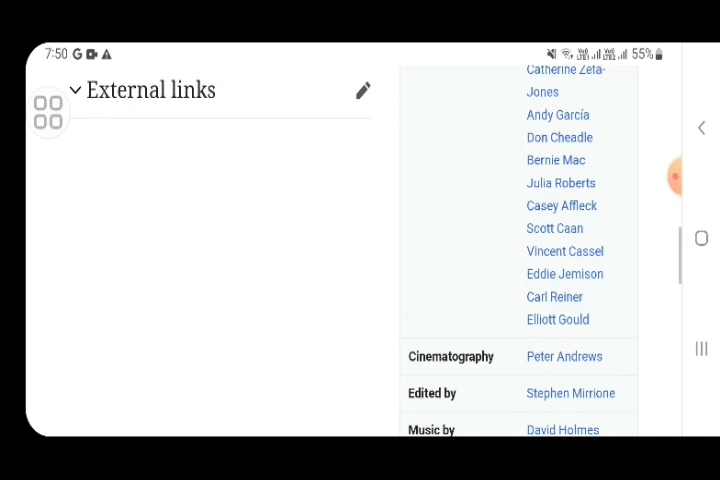 7:50 G
LTE1 LTE2 55%
External links
Catherine Zeta-
Jones
Andy García
Don Cheadle
Bernie Mac
Julia Roberts
Casey Affleck
Scott Caan
Vincent Cassel
Eddie Jemison
Carl Reiner
Elliott Gould
Cinematography Peter Andrews
Edited by Stephen Mirrione
Music by David Holmes